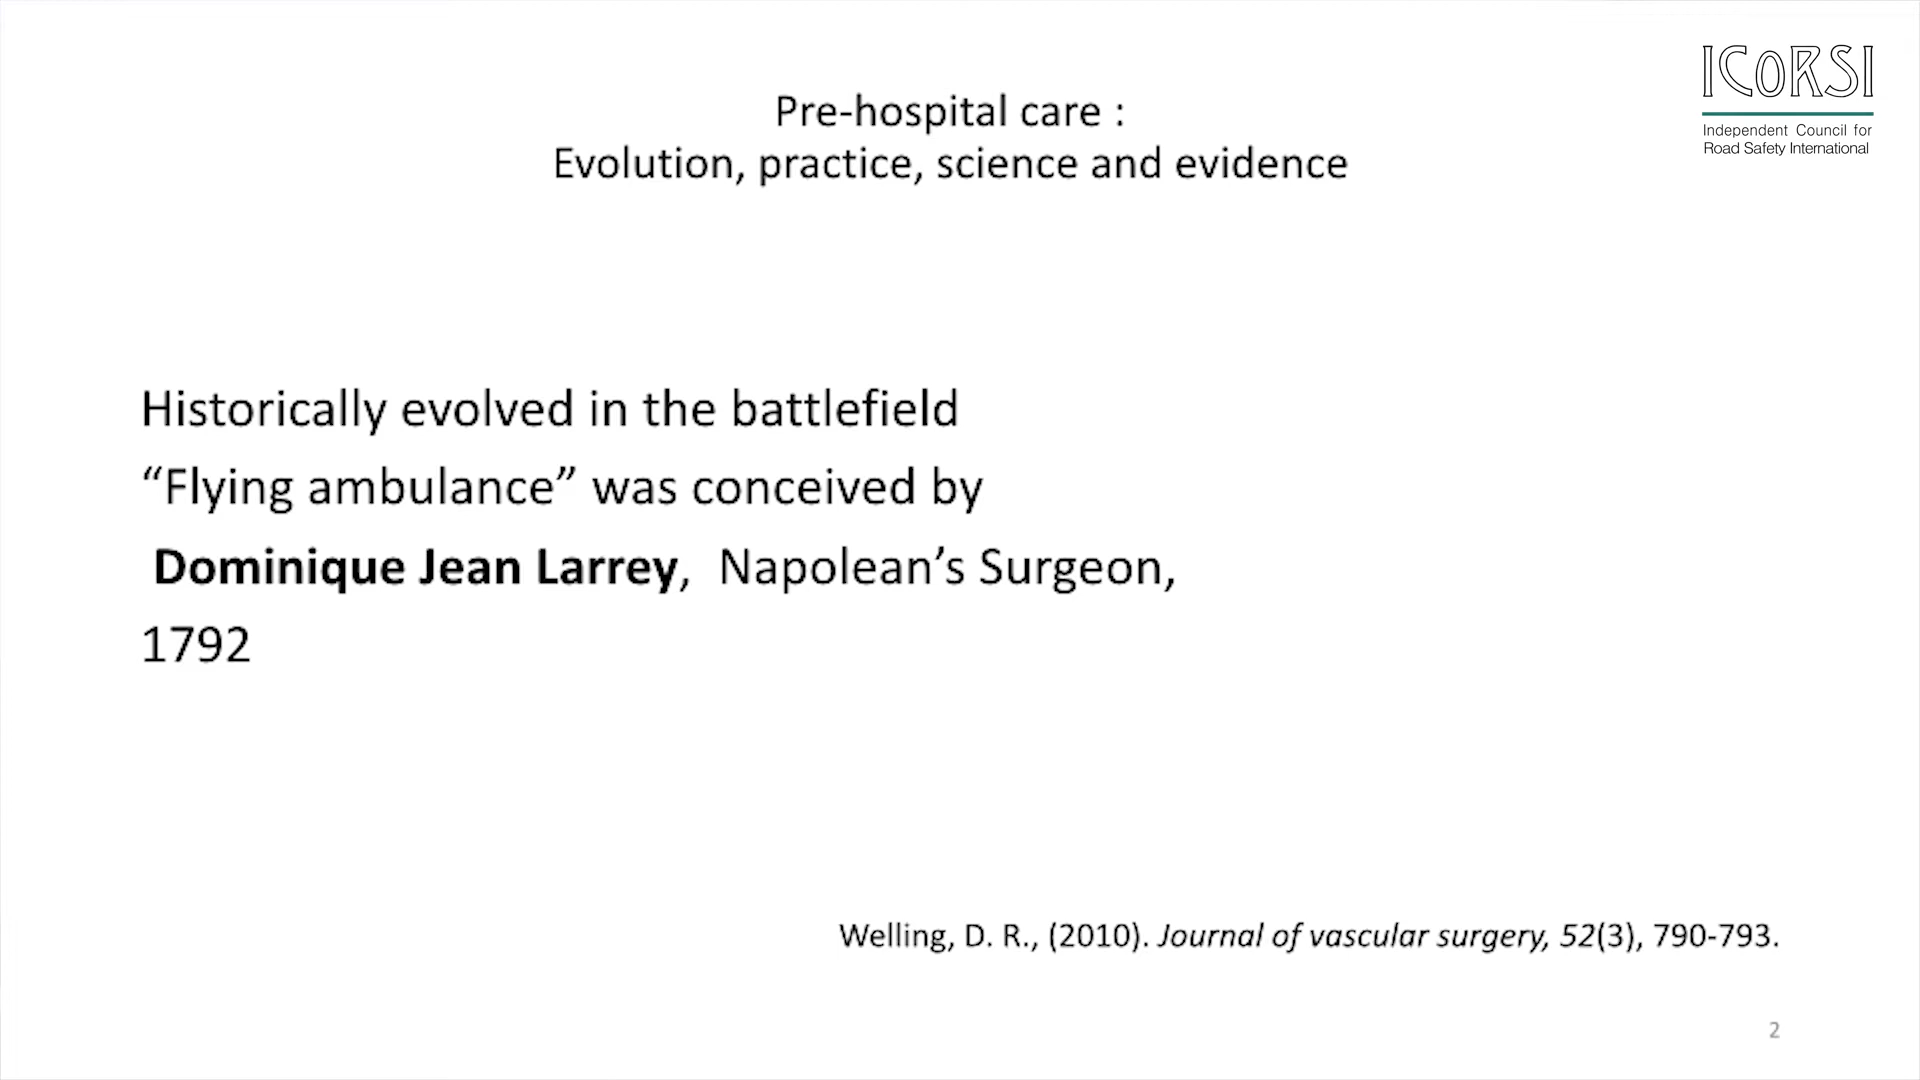 ICoRSI
Independent Council for
Road Safety International
Pre-hospital care :
Evolution, practice, science and evidence
Historically evolved in the battlefield
“Flying ambulance” was conceived by
Dominique Jean Larrey, Napolean’s Surgeon,
1792
Welling, D. R., (2010). Journal of vascular surgery, 52(3), 790-793.
2